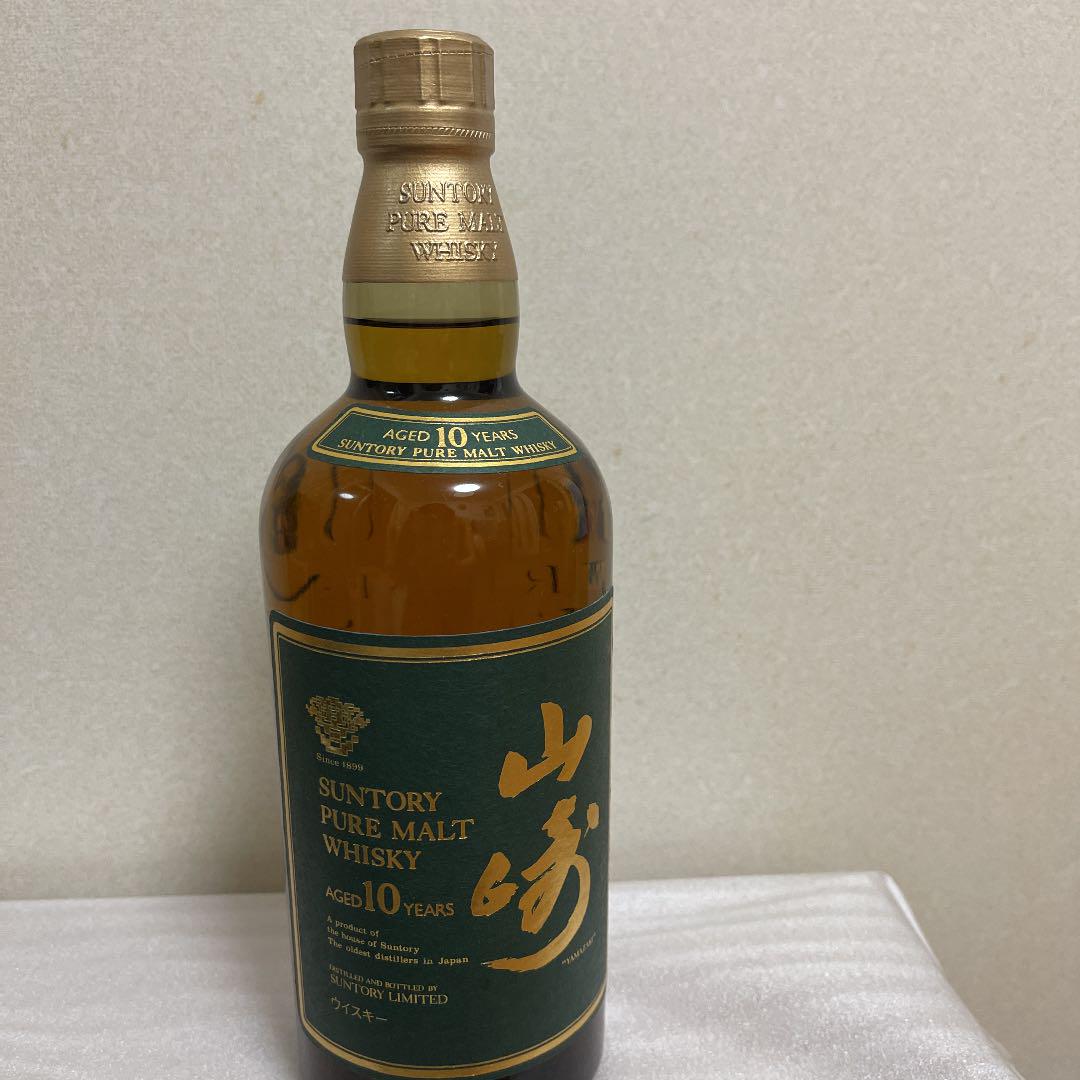 SUNTORY
PURE MALT
WHISKY
AGED 10 YEARS
SUNTORY PURE MALT WHISKY
Since 1899
SUNTORY
PURE MALT
WHISKY
AGED 10 YEARS
A product of
the house of Suntory
The oldest distillers in Japan
DISTILLED AND BOTTLED BY
SUNTORY LIMITED
ウイスキー
山崎
"YAMAZAKI"